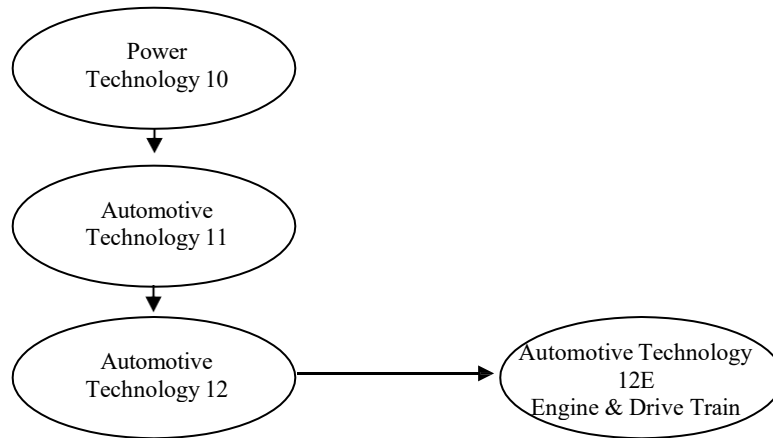 Power
Technology 10
Automotive
Technology 11
Automotive
Technology 12
Automotive Technology
12E
Engine & Drive Train